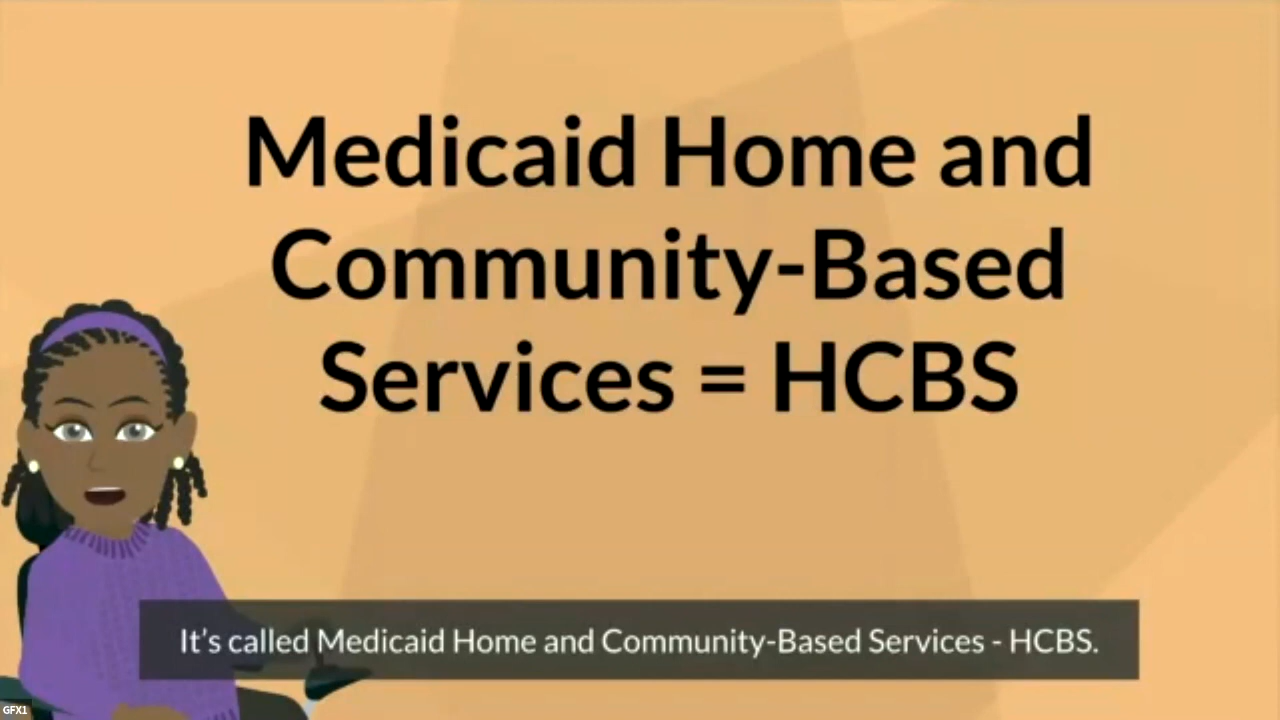 Medicaid Home and
Community-Based
Services = HCBS
It's called Medicaid Home and Community-Based Services - HCBS.
GFX1